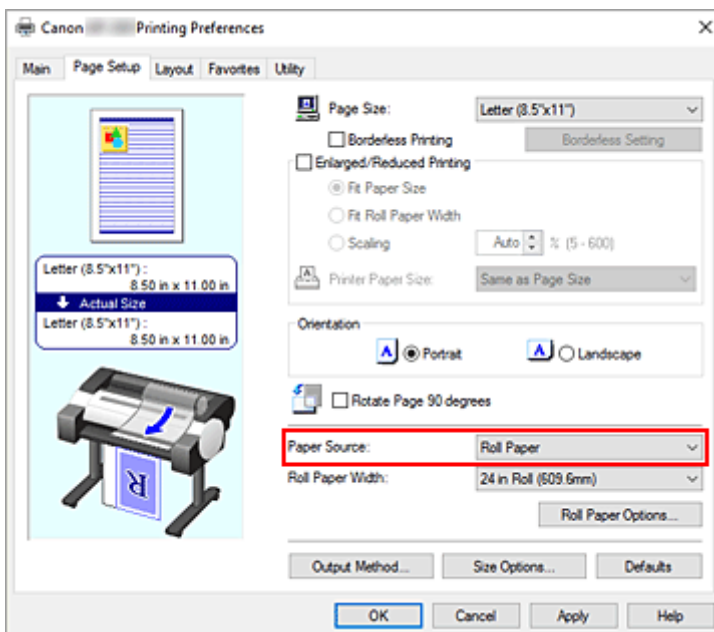 Canon Printing Preferences
Main Page Setup Layout Favorites Utility
Page Size: Letter (8.5"x11")
Borderless Printing Borderless Setting
Enlarged/Reduced Printing
Fit Paper Size
Fit Roll Paper Width
Scaling Auto % (5 - 600)
Printer Paper Size: Same as Page Size
Letter (8.5"x11") :
8.50 in x 11.00 in
Actual Size
Letter (8.5"x11") :
8.50 in x 11.00 in
Orientation
A Portrait A Landscape
Rotate Page 90 degrees
Paper Source: Roll Paper
Roll Paper Width: 24 in Roll (609.6mm)
R
Roll Paper Options...
Output Method... Size Options... Defaults
OK Cancel Apply Help